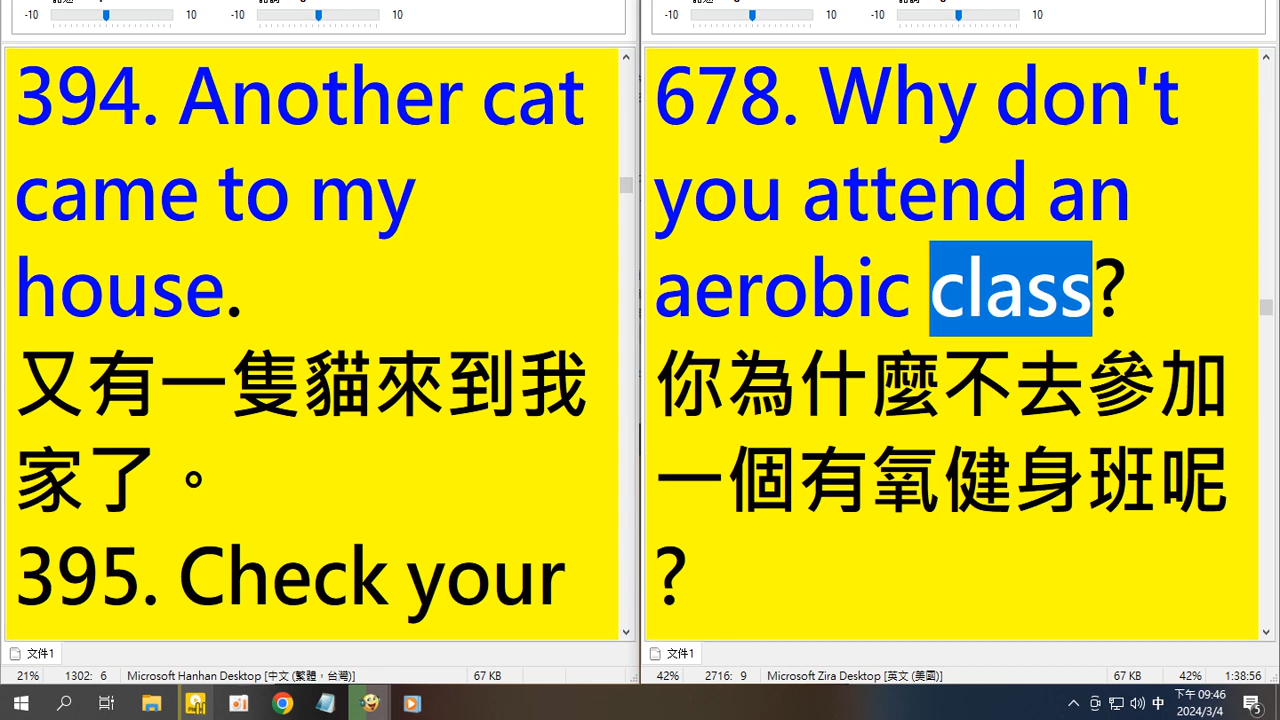 -10 10 -10 10
394. Another cat
came to my
house.
又有一隻貓來到我
家了。
395. Check your
文件1
21% 1302: 6 Microsoft Hanhan Desktop [中文 (繁體，台灣)] 67 KB
-10 10 -10 10
678. Why don't
you attend an
aerobic class?
你為什麼不去參加
一個有氧健身班呢
?
文件1
42% 2716: 9 Microsoft Zira Desktop [英文 (美國)] 67 KB 42% 1:38:56
中 下午 09:46
2024/3/4
5